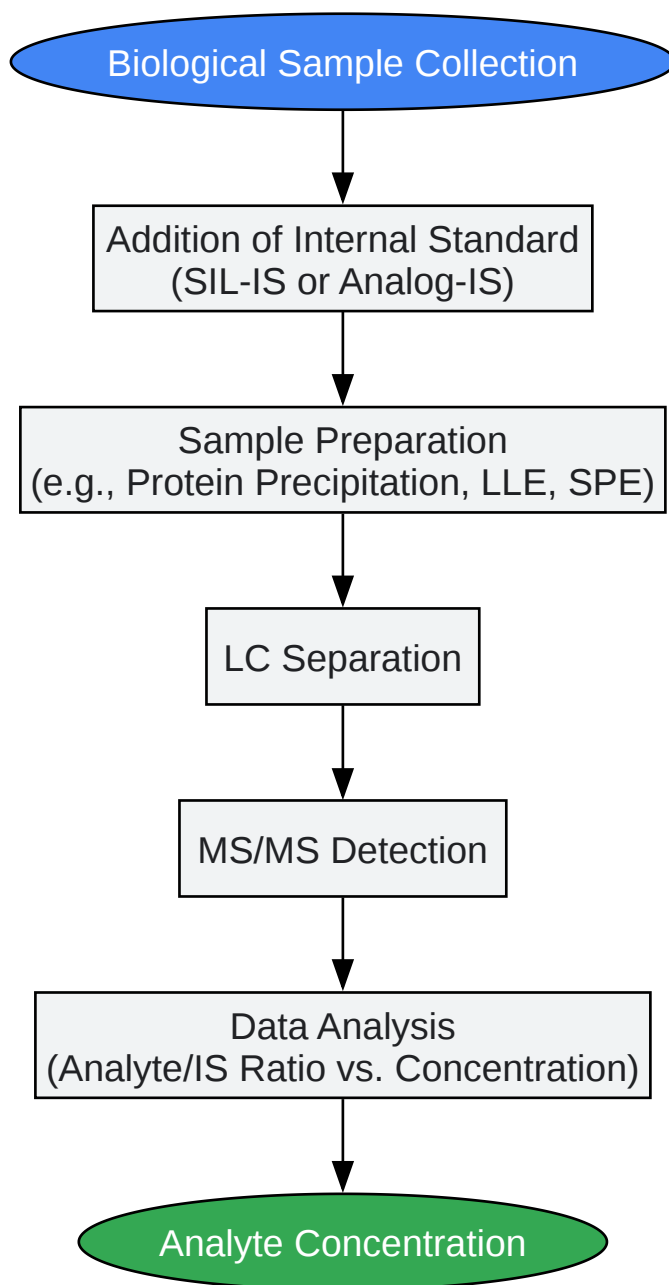 Biological Sample Collection
Addition of Internal Standard
(SIL-IS or Analog-IS)
Sample Preparation
(e.g., Protein Precipitation, LLE, SPE)
LC Separation
MS/MS Detection
Data Analysis
(Analyte/IS Ratio vs. Concentration)
Analyte Concentration